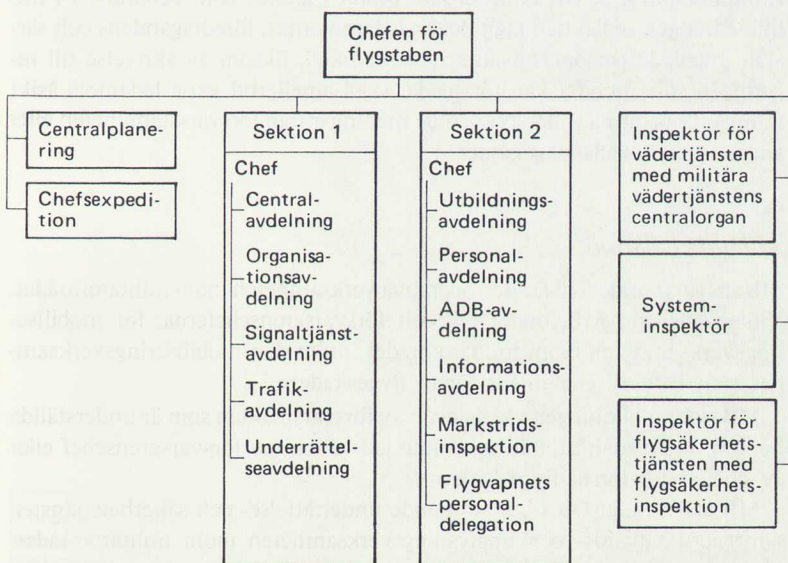 Chefen för
flygstaben
Centralplane-
ring
Chefsexpedi-
tion
Sektion 1
Chef
Central-
avdelning
Organisa-
tionsav-
delning
Signaltjänst-
avdelning
Trafik-
avdelning
Underrättel-
seavdelning
Sektion 2
Chef
Utbildnings-
avdelning
Personal-
avdelning
Arbets-av-
delning
Informations-
avdelning
Markstrids-
inspektion
Flygvapnets
personal-
delegation
Inspektör för
vädertjänsten
med militära
vädertjänstens
centralorgan
System-
inspektör
Inspektör för
flygsäkerhets-
tjänsten med
flygsäkerhets-
inspektion